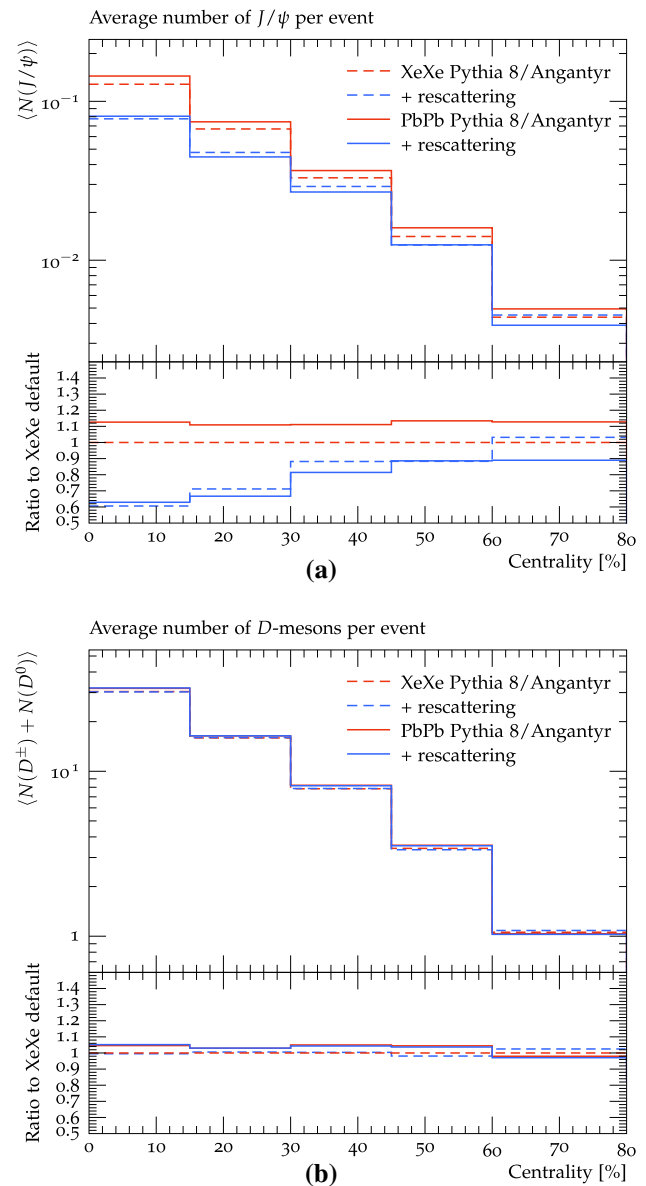 Average number of J/ψ per event
⟨N(J/ψ)⟩
XeXe Pythia 8/Angantyr
+ rescattering
PbPb Pythia 8/Angantyr
+ rescattering
10⁻¹
10⁻²
Ratio to XeXe default
1.4
1.3
1.2
1.1
1
0.9
0.8
0.7
0.6
0.5
0 10 20 30 40 50 60 70 80
Centrality [%]
(a)
Average number of D-mesons per event
⟨N(D±) + N(D⁰)⟩
XeXe Pythia 8/Angantyr
+ rescattering
PbPb Pythia 8/Angantyr
+ rescattering
10¹
1
Ratio to XeXe default
1.4
1.3
1.2
1.1
1
0.9
0.8
0.7
0.6
0.5
0 10 20 30 40 50 60 70 80
Centrality [%]
(b)